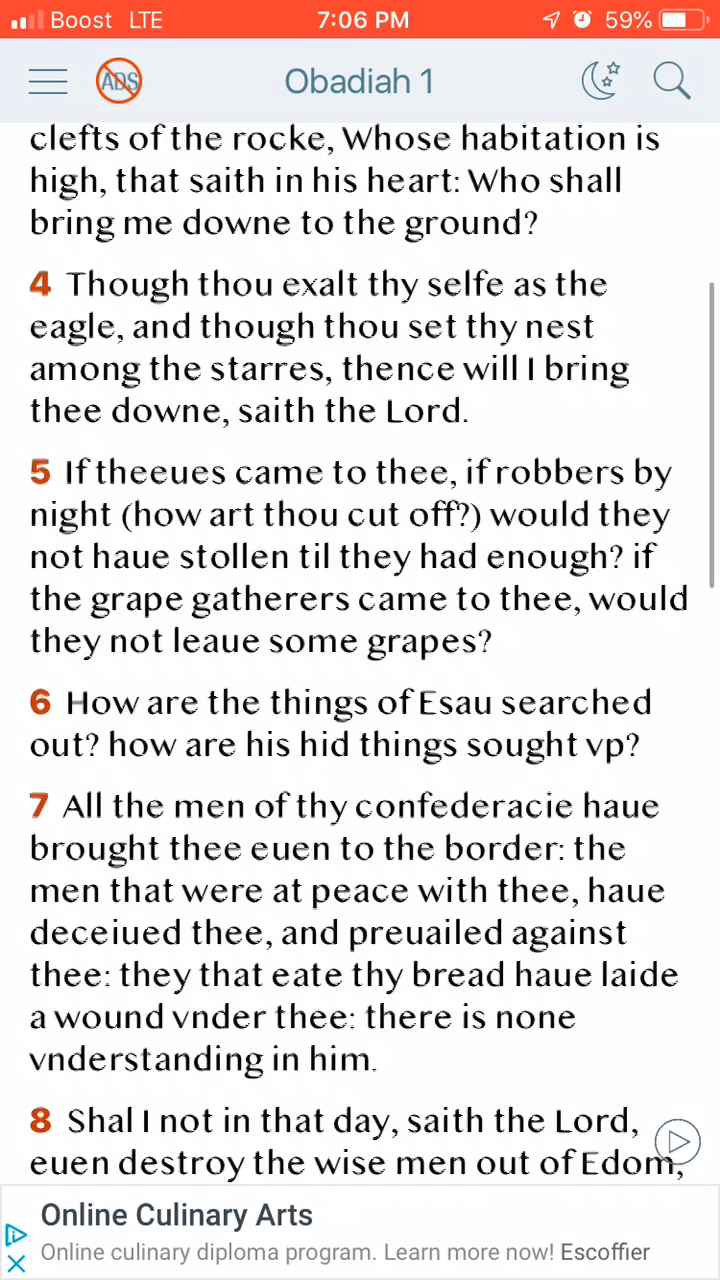 Boost LTE 7:06 PM 59%
ADS Obadiah 1
clefts of the rocke, Whose habitation is
high, that saith in his heart: Who shall
bring me downe to the ground?
4 Though thou exalt thy selfe as the
eagle, and though thou set thy nest
among the starres, thence will I bring
thee downe, saith the Lord.
5 If theeues came to thee, if robbers by
night (how art thou cut off?) would they
not haue stollen til they had enough? if
the grape gatherers came to thee, would
they not leaue some grapes?
6 How are the things of Esau searched
out? how are his hid things sought vp?
7 All the men of thy confederacie haue
brought thee euen to the border: the
men that were at peace with thee, haue
deceiued thee, and preuailed against
thee: they that eate thy bread haue laide
a wound vnder thee: there is none
vnderstanding in him.
8 Shal I not in that day, saith the Lord,
euen destroy the wise men out of Edom,
Online Culinary Arts
Online culinary diploma program. Learn more now! Escoffier